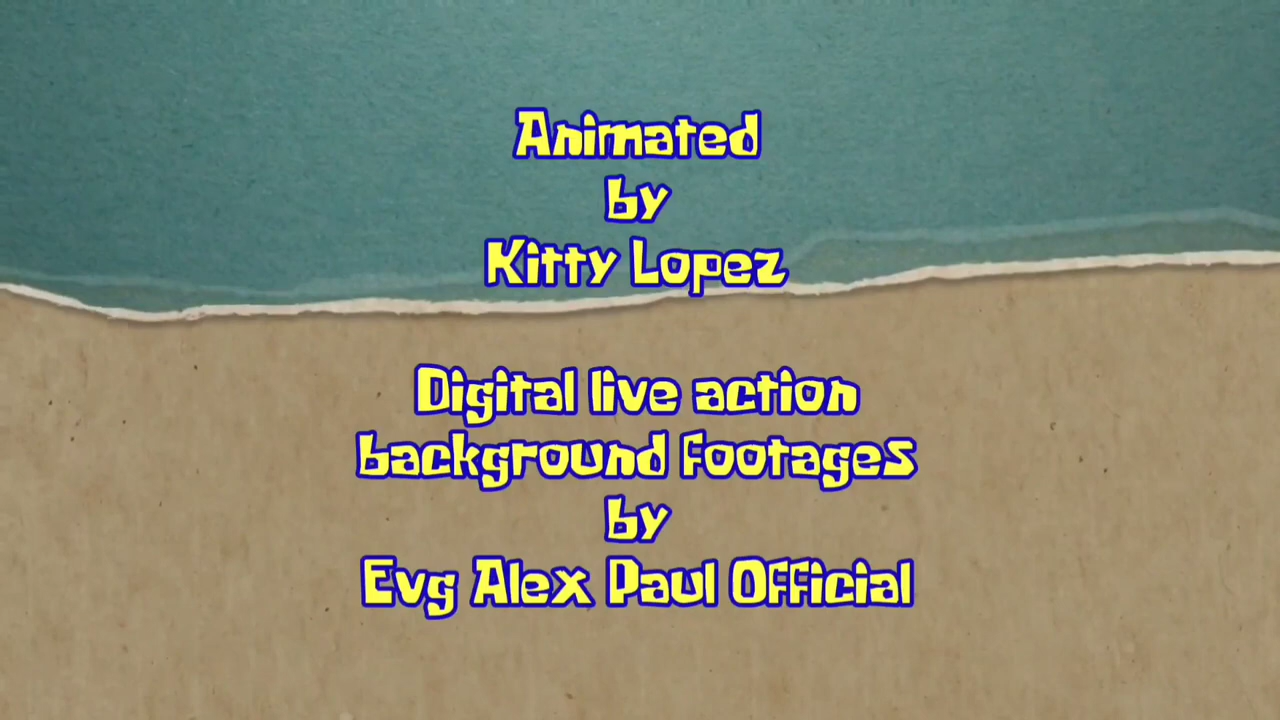 Animated
by
Kitty Lopez
Digital live action
background footages
by
Evg Alex Paul Official